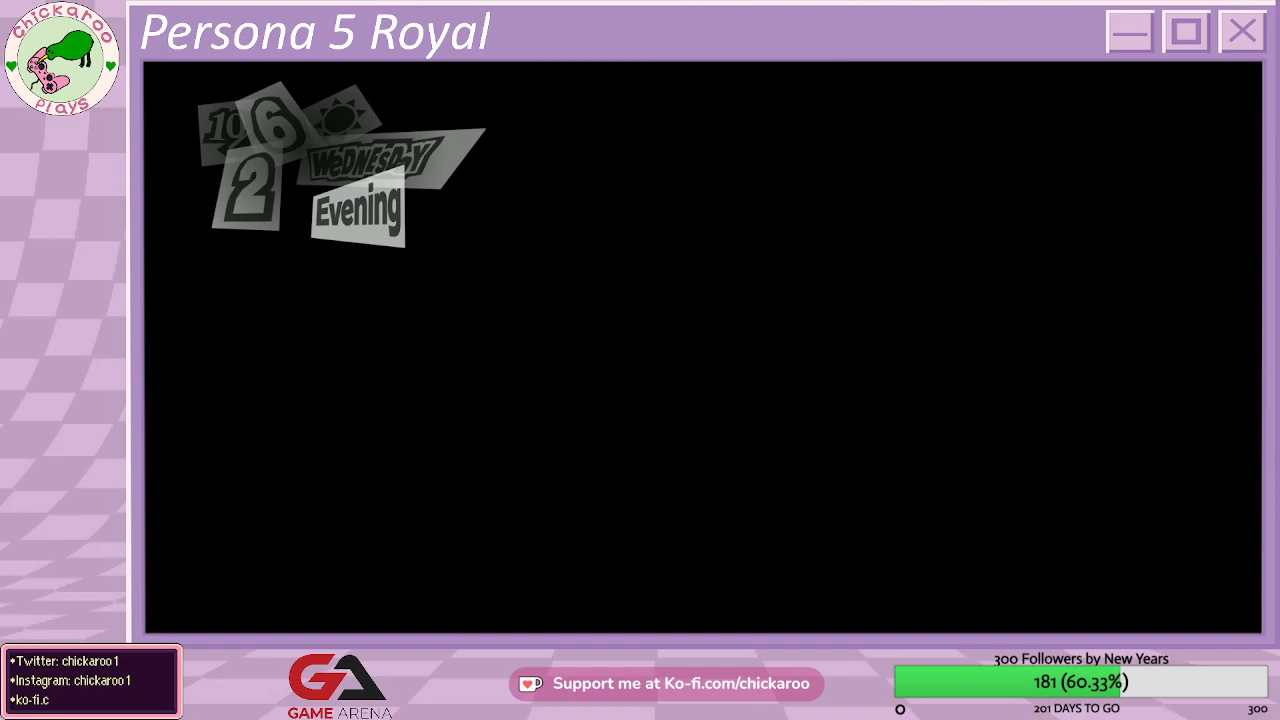 chickaroo
plays
Persona 5 Royal
10
6
2
WeDNESDaY
Evening
•Twitter: chickaroo1
•Instagram: chickaroo1
•ko-fi.c
GA
GAME ARENA
Support me at Ko-fi.com/chickaroo
300 Followers by New Years
181 (60.33%)
0 201 DAYS TO GO 300